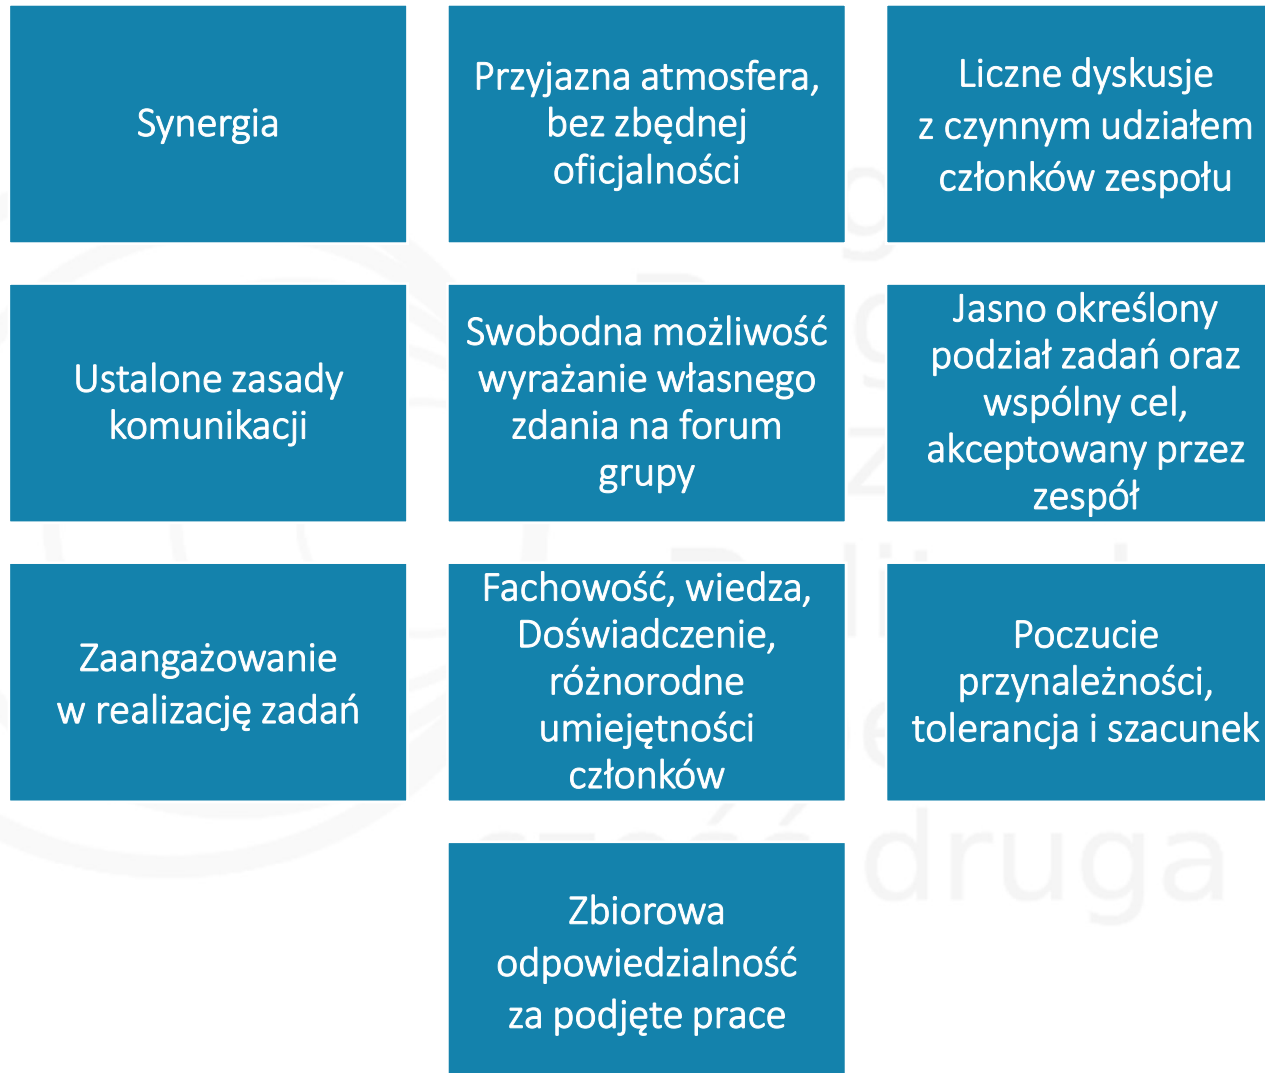 Synergia
Przyjazna atmosfera,
bez zbędnej
oficjalności
Liczne dyskusje
z czynnym udziałem
członków zespołu
Ustalone zasady
komunikacji
Swobodna możliwość
wyrażanie własnego
zdania na forum
grupy
Jasno określony
podział zadań oraz
wspólny cel,
akceptowany przez
zespół
Zaangażowanie
w realizację zadań
Fachowość, wiedza,
Doświadczenie,
różnorodne
umiejętności
członków
Poczucie
przynależności,
tolerancja i szacunek
Zbiorowa
odpowiedzialność
za podjęte prace
druga